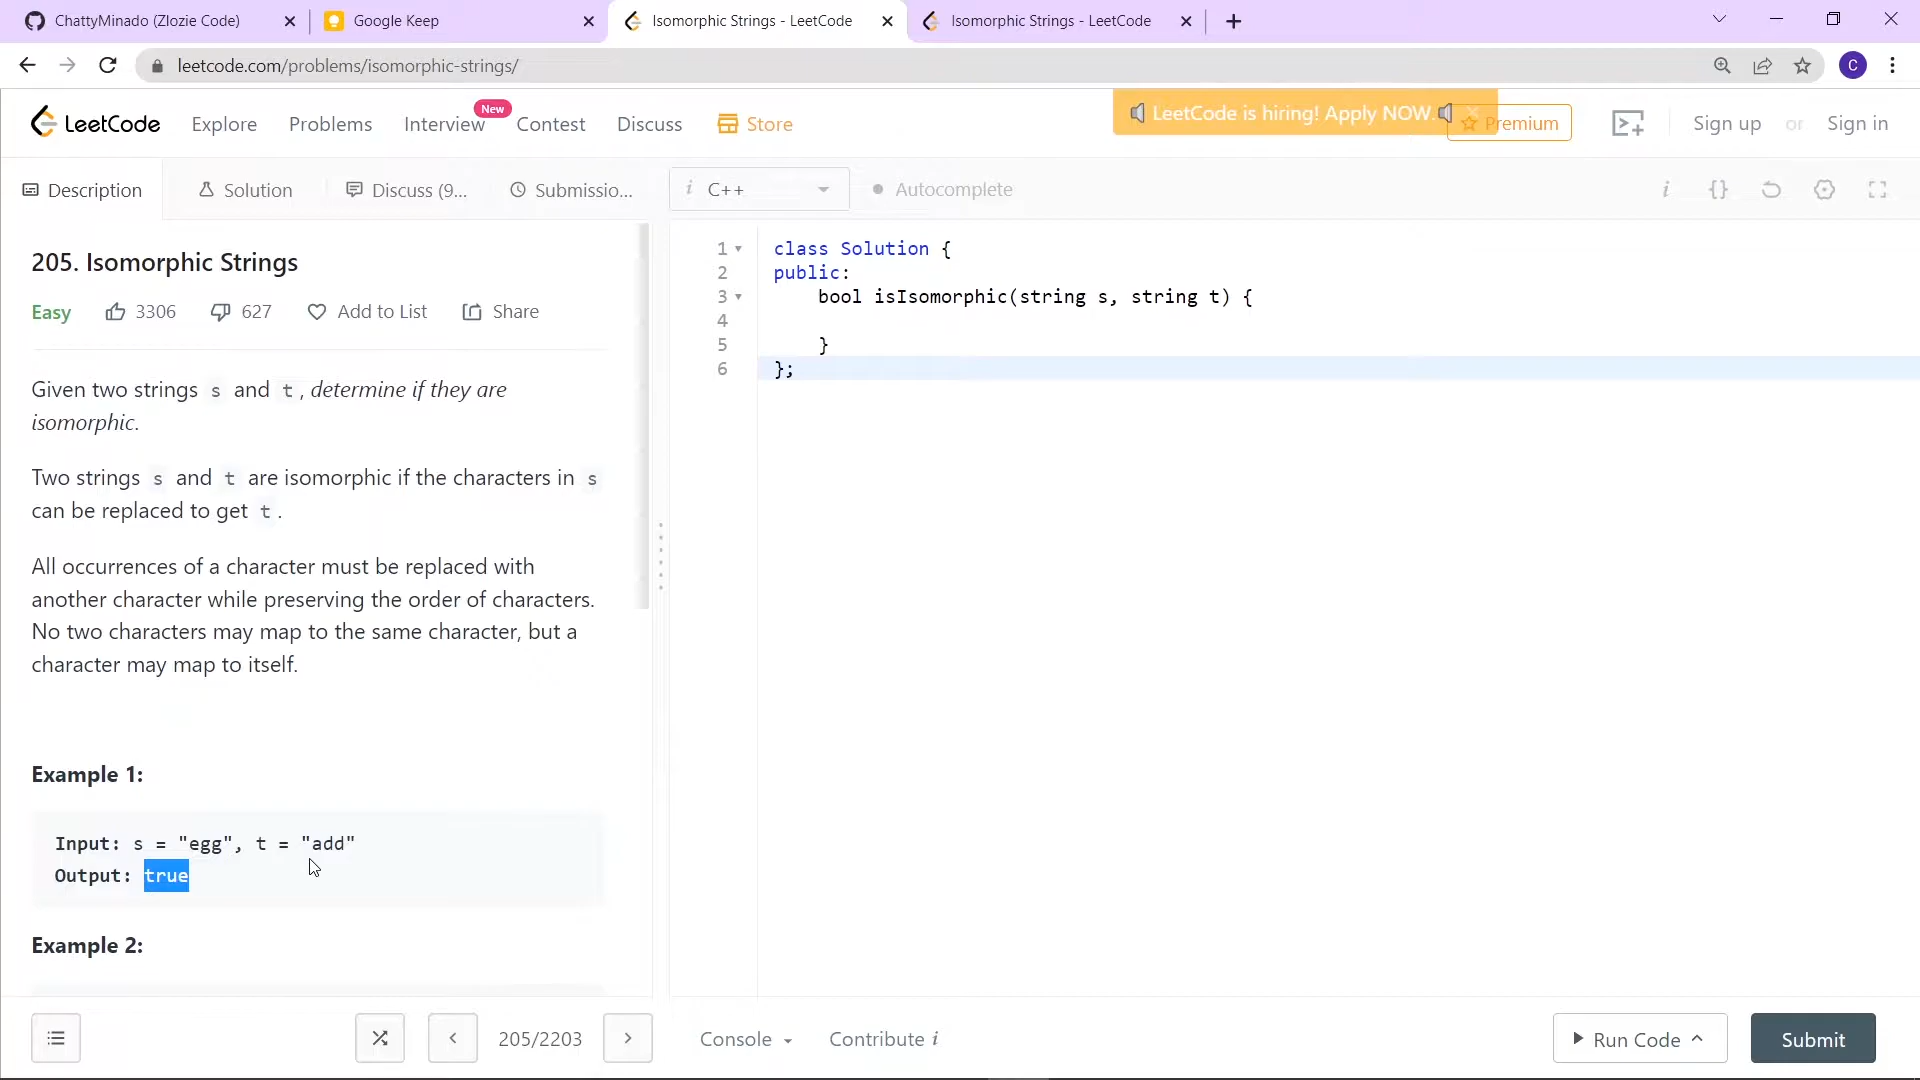 ChattyMinado (Zlozie Code)
Google Keep
Isomorphic Strings - LeetCode
Isomorphic Strings - LeetCode
leetcode.com/problems/isomorphic-strings/
C
LeetCode
Explore
Problems
Interview
New
Contest
Discuss
Store
LeetCode is hiring! Apply NOW.
Premium
Sign up
or
Sign in
Description
Solution
Discuss (9...
Submissio...
i C++
Autocomplete
i
{}
205. Isomorphic Strings
Easy
3306
627
Add to List
Share
Given two strings s and t, determine if they are
isomorphic.
Two strings s and t are isomorphic if the characters in s
can be replaced to get t.
All occurrences of a character must be replaced with
another character while preserving the order of characters.
No two characters may map to the same character, but a
character may map to itself.
Example 1:
Input: s = "egg", t = "add"
Output: true
Example 2:
1 class Solution {
2 public:
3 bool isIsomorphic(string s, string t) {
4
5 }
6 };
205/2203
Console
Contribute i
Run Code
Submit